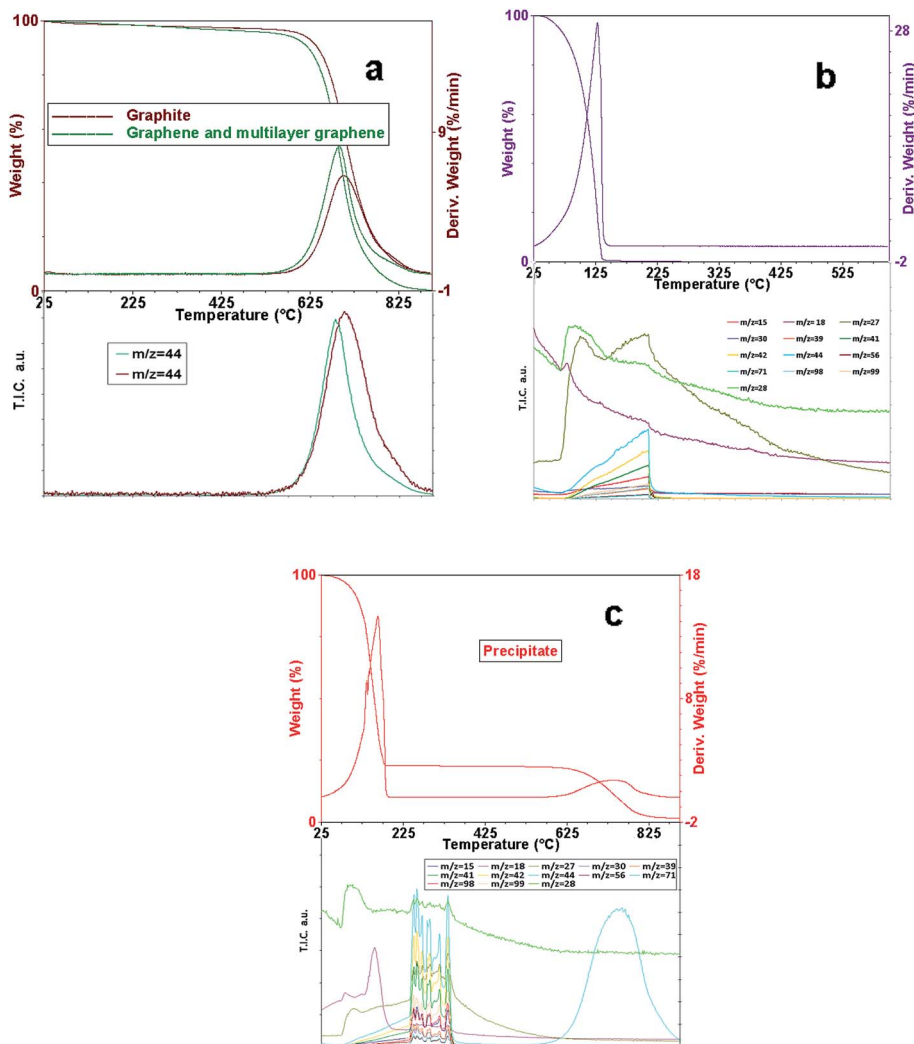 a
100
0
Weight (%)
9
-1
Deriv. Weight (%/min)
Graphite
Graphene and multilayer graphene
25 225 425 625 825
Temperature (°C)
T.I.C. a.u.
m/z=44
m/z=44
b
100
0
Weight (%)
28
-2
Deriv. Weight (%/min)
25 125 225 325 425 525
Temperature (°C)
T.I.C. a.u.
m/z=15 m/z= 18 m/z=27
m/z=30 m/z=39 m/z=41
m/z=42 m/z=44 m/z=56
m/z=71 m/z=98 m/z=99
m/z=28
c
100
0
Weight (%)
18
8
-2
Deriv. Weight (%/min)
Precipitate
25 225 425 625 825
Temperature (°C)
T.I.C. a.u.
m/z=15 m/z=18 m/z=27 m/z=30 m/z=39
m/z=41 m/z=42 m/z=44 m/z=56 m/z=71
m/z=98 m/z=99 m/z=28